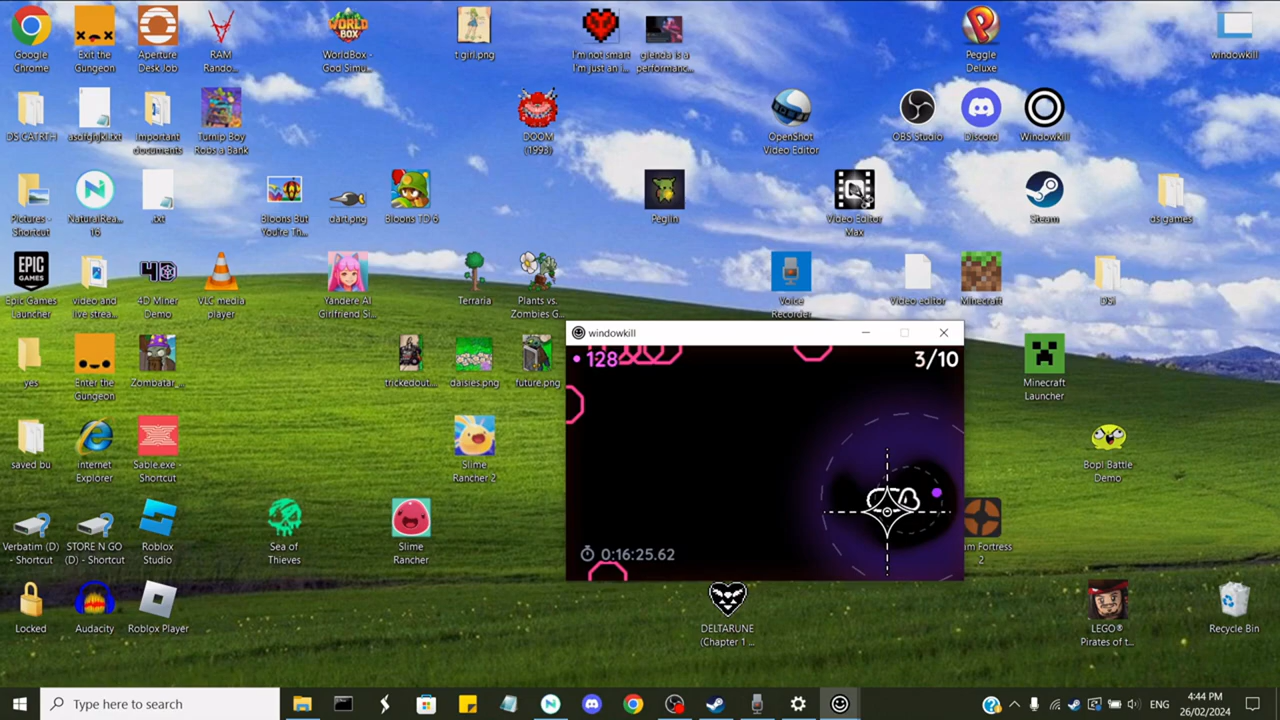 Google
Chrome
Exit the
Gungeon
Aperture
Desk Job
RAM
Rando...
WORLD
BOX
WorldBox -
God Simu...
t girl.png
I'm not smart
I'm just an i...
glenda is a
performanc...
Peggle
Deluxe
windowkill
DS CATRTH
asdfghjkl.txt
Important
documents
Turnip Boy
Robs a Bank
DOOM
(1993)
OpenShot
Video Editor
OBS Studio
Discord
Windowkill
Pictures -
Shortcut
NaturalRea...
16
.txt
Bloons But
You're Th...
dart.png
Bloons TD 6
Peglin
Video Editor
Max
Steam
ds games
EPIC
GAMES
Epic Games
Launcher
video and
live strea...
4D
4D Miner
Demo
VLC media
player
Yandere AI
Girlfriend Si...
Terraria
Plants vs.
Zombies G...
Voice
Recorder
Video editor
Minecraft
DSi
yes
Enter the
Gungeon
Zombatar_...
trickedout...
daisies.png
future.png
windowkill
128
3/10
0:16:25.62
Minecraft
Launcher
saved bu
Internet
Explorer
Sable.exe -
Shortcut
Slime
Rancher 2
Bopl Battle
Demo
Verbatim (D)
- Shortcut
STORE N GO
(D) - Shortcut
Roblox
Studio
Sea of
Thieves
Slime
Rancher
m Fortress
2
Locked
Audacity
Roblox Player
DELTARUNE
(Chapter 1 ...
LEGO®
Pirates of t...
Recycle Bin
Type here to search
ENG
4:44 PM
26/02/2024